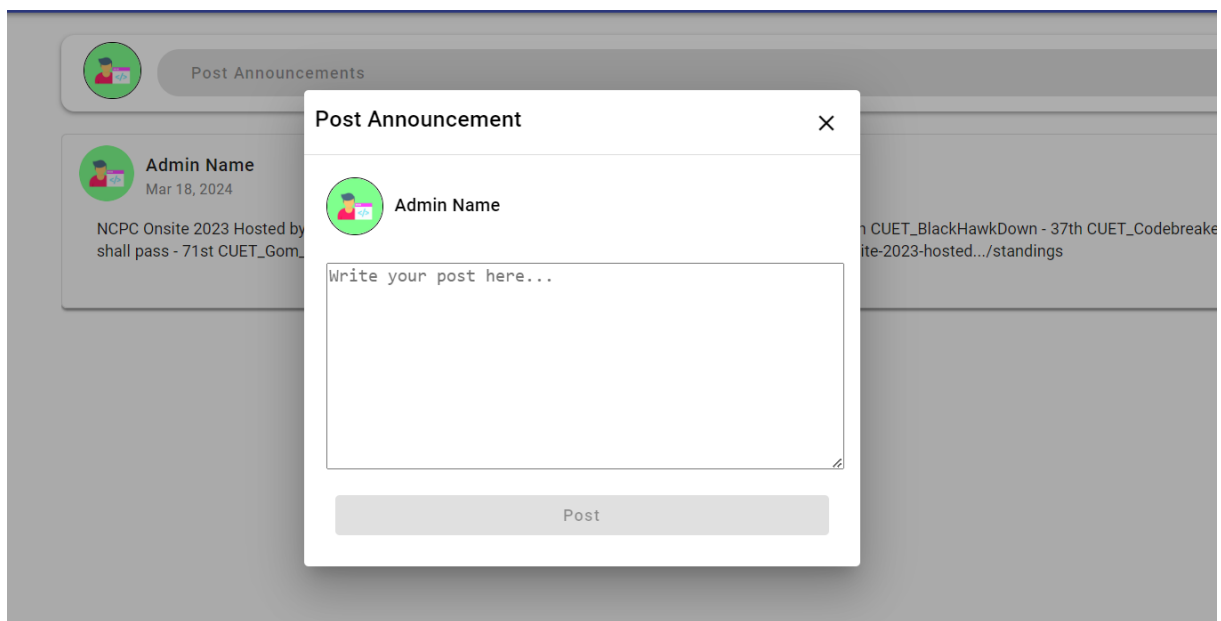 Post Announcements
Post Announcement
Admin Name
Mar 18, 2024
NCPC Onsite 2023 Hosted by
CUET_BlackHawkDown - 37th CUET_Codebreake
shall pass - 71st CUET_Gom_
ite-2023-hosted.../standings
Admin Name
Write your post here...
Post